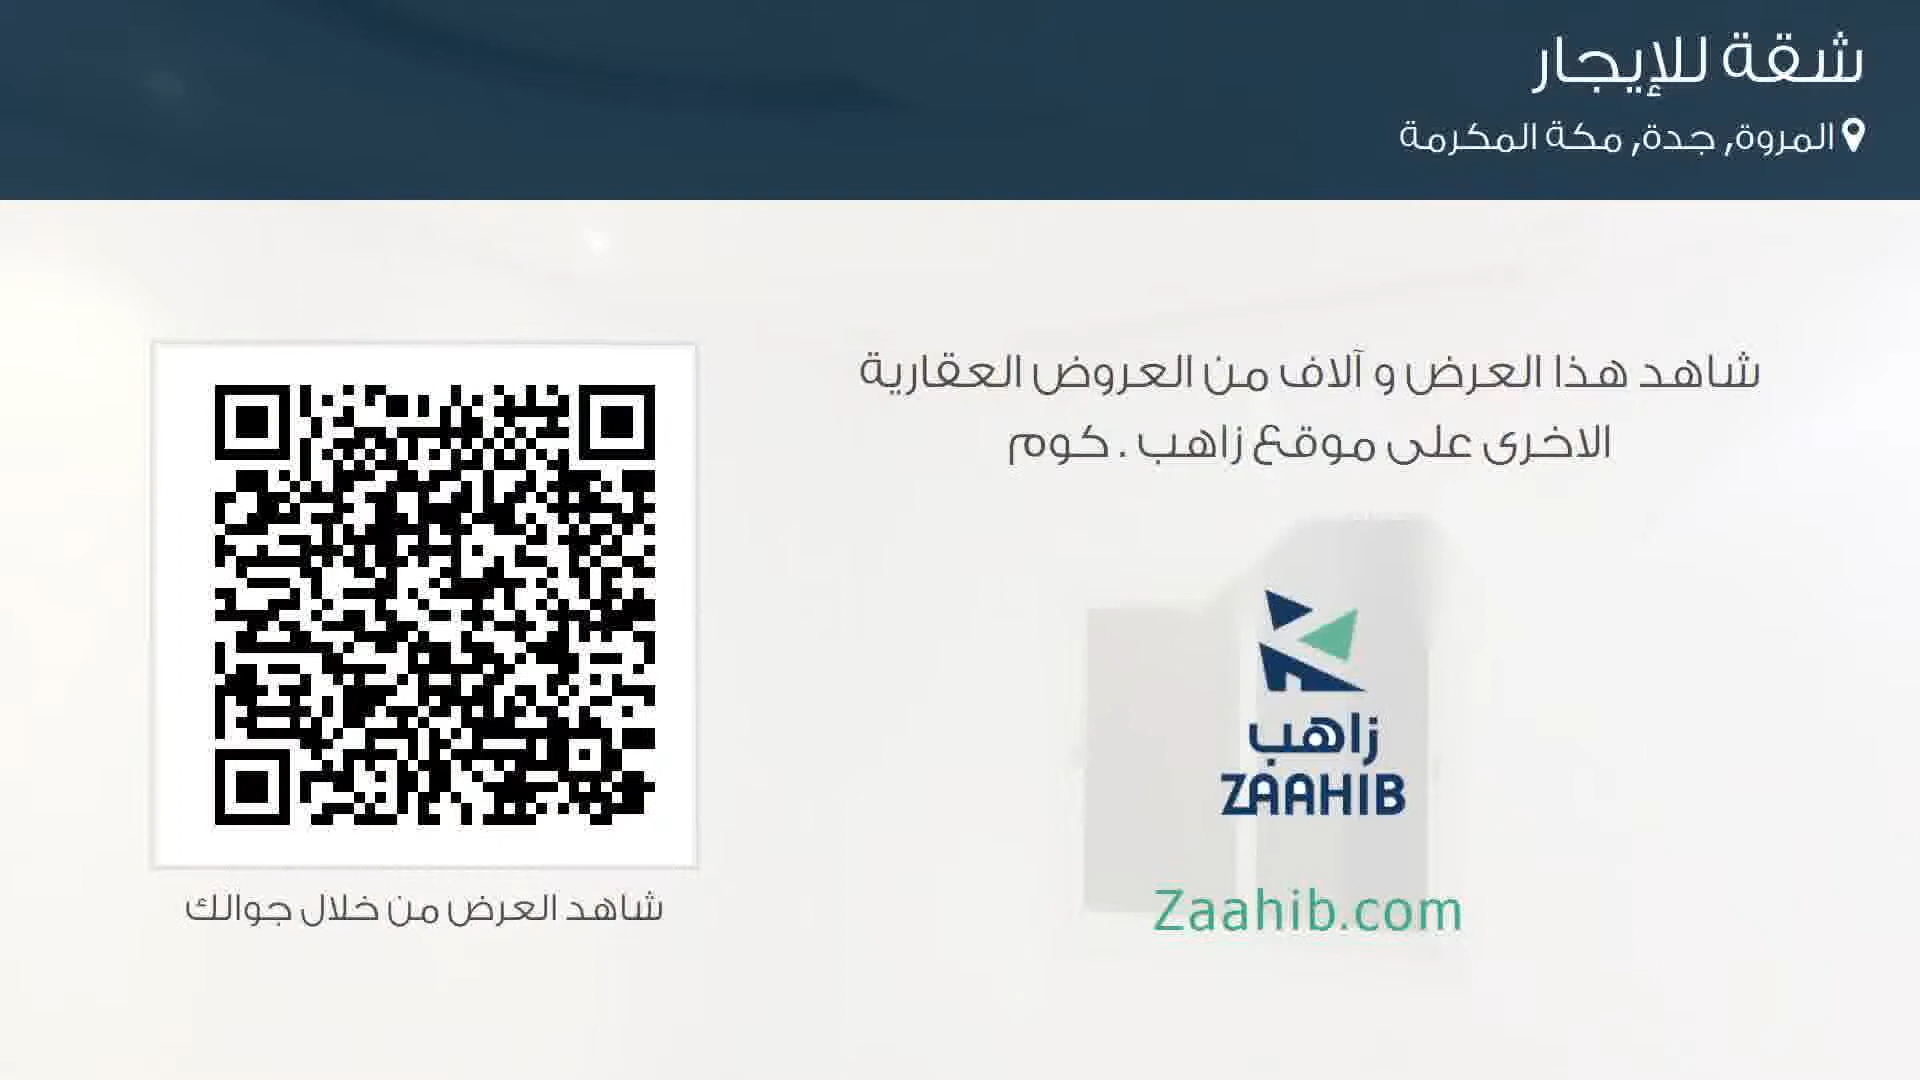 شقة للإيجار
المروة, جدة, مكة المكرمة
شاهد هذا العرض و آلاف من العروض العقارية
الاخرى على موقع زاهب . كوم
زاهب
ZAAHIB
Zaahib.com
شاهد العرض من خلال جوالك